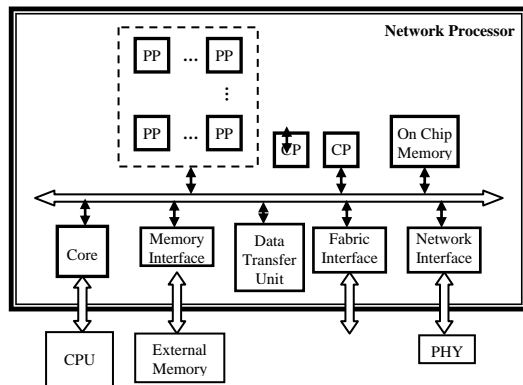 Network Processor
PP ... PP
...
PP ... PP
CP CP
On Chip
Memory
Core
Memory
Interface
Data
Transfer
Unit
Fabric
Interface
Network
Interface
CPU
External
Memory
PHY